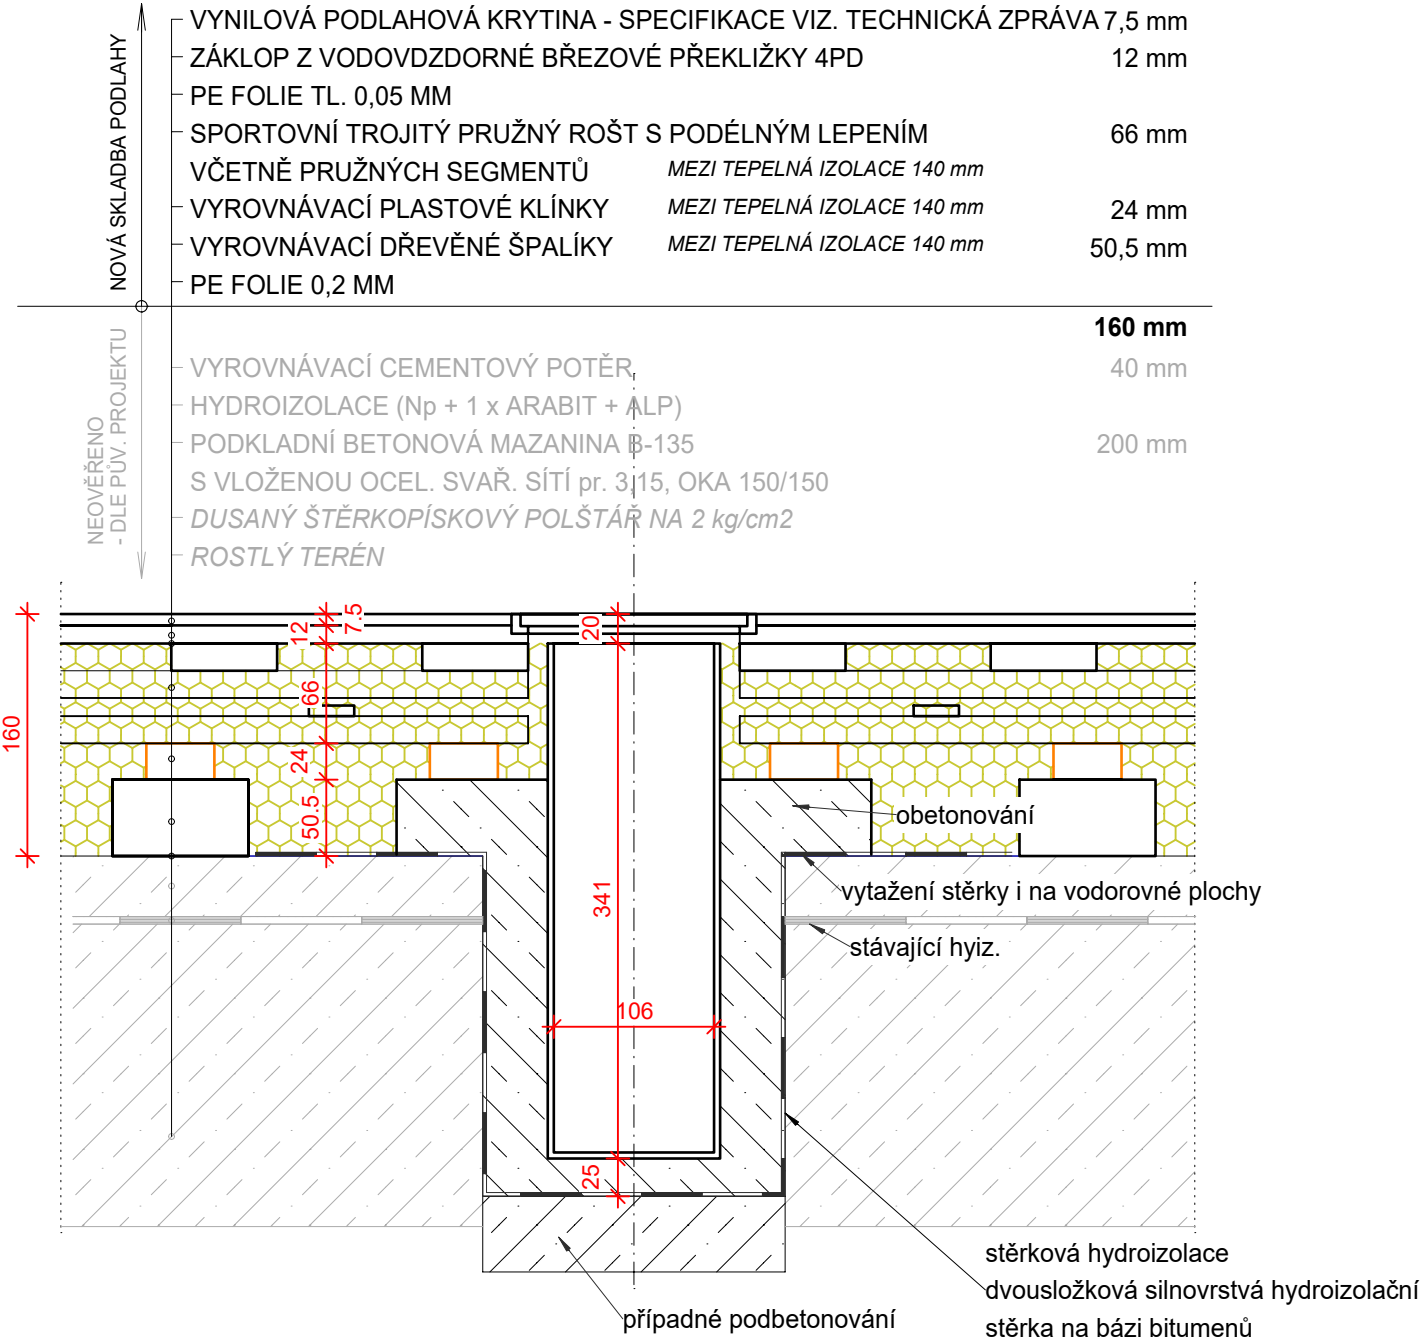 VYNILOVÁ PODLAHOVÁ KRYTINA - SPECIFIKACE VIZ. TECHNICKÁ ZPRÁVA 7,5 mm
ZÁKLOP Z VODOVDZDORNÉ BŘEZOVÉ PŘEKLIŽKY 4PD 12 mm
PE FOLIE TL. 0,05 MM
SPORTOVNÍ TROJITÝ PRUŽNÝ ROŠT S PODÉLNÝM LEPENÍM 66 mm
VČETNĚ PRUŽNÝCH SEGMENTŮ MEZI TEPELNÁ IZOLACE 140 mm
VYROVNÁVACÍ PLASTOVÉ KLÍNKY MEZI TEPELNÁ IZOLACE 140 mm 24 mm
VYROVNÁVACÍ DŘEVĚNÉ ŠPALÍKY MEZI TEPELNÁ IZOLACE 140 mm 50,5 mm
PE FOLIE 0,2 MM
NOVÁ SKLADBA PODLAHY
160 mm
VYROVNÁVACÍ CEMENTOVÝ POTĚR 40 mm
HYDROIZOLACE (Np + 1 x ARABIT + ALP)
PODKLADNÍ BETONOVÁ MAZANINA B-135 200 mm
S VLOŽENOU OCEL. SVAŘ. SÍTÍ pr. 3,15, OKA 150/150
DUSANÝ ŠTĚRKOPÍSKOVÝ POLŠTÁŘ NA 2 kg/cm2
ROSTLÝ TERÉN
NEOVĚŘENO
- DLE PŮV. PROJEKTU
7.5
12
20
66
160
24
50.5
obetonování
341
vytažení stěrky i na vodorovné plochy
stávající hyiz.
106
25
stěrková hydroizolace
dvousložková silnovrstvá hydroizolační
stěrka na bázi bitumenů
případné podbetonování